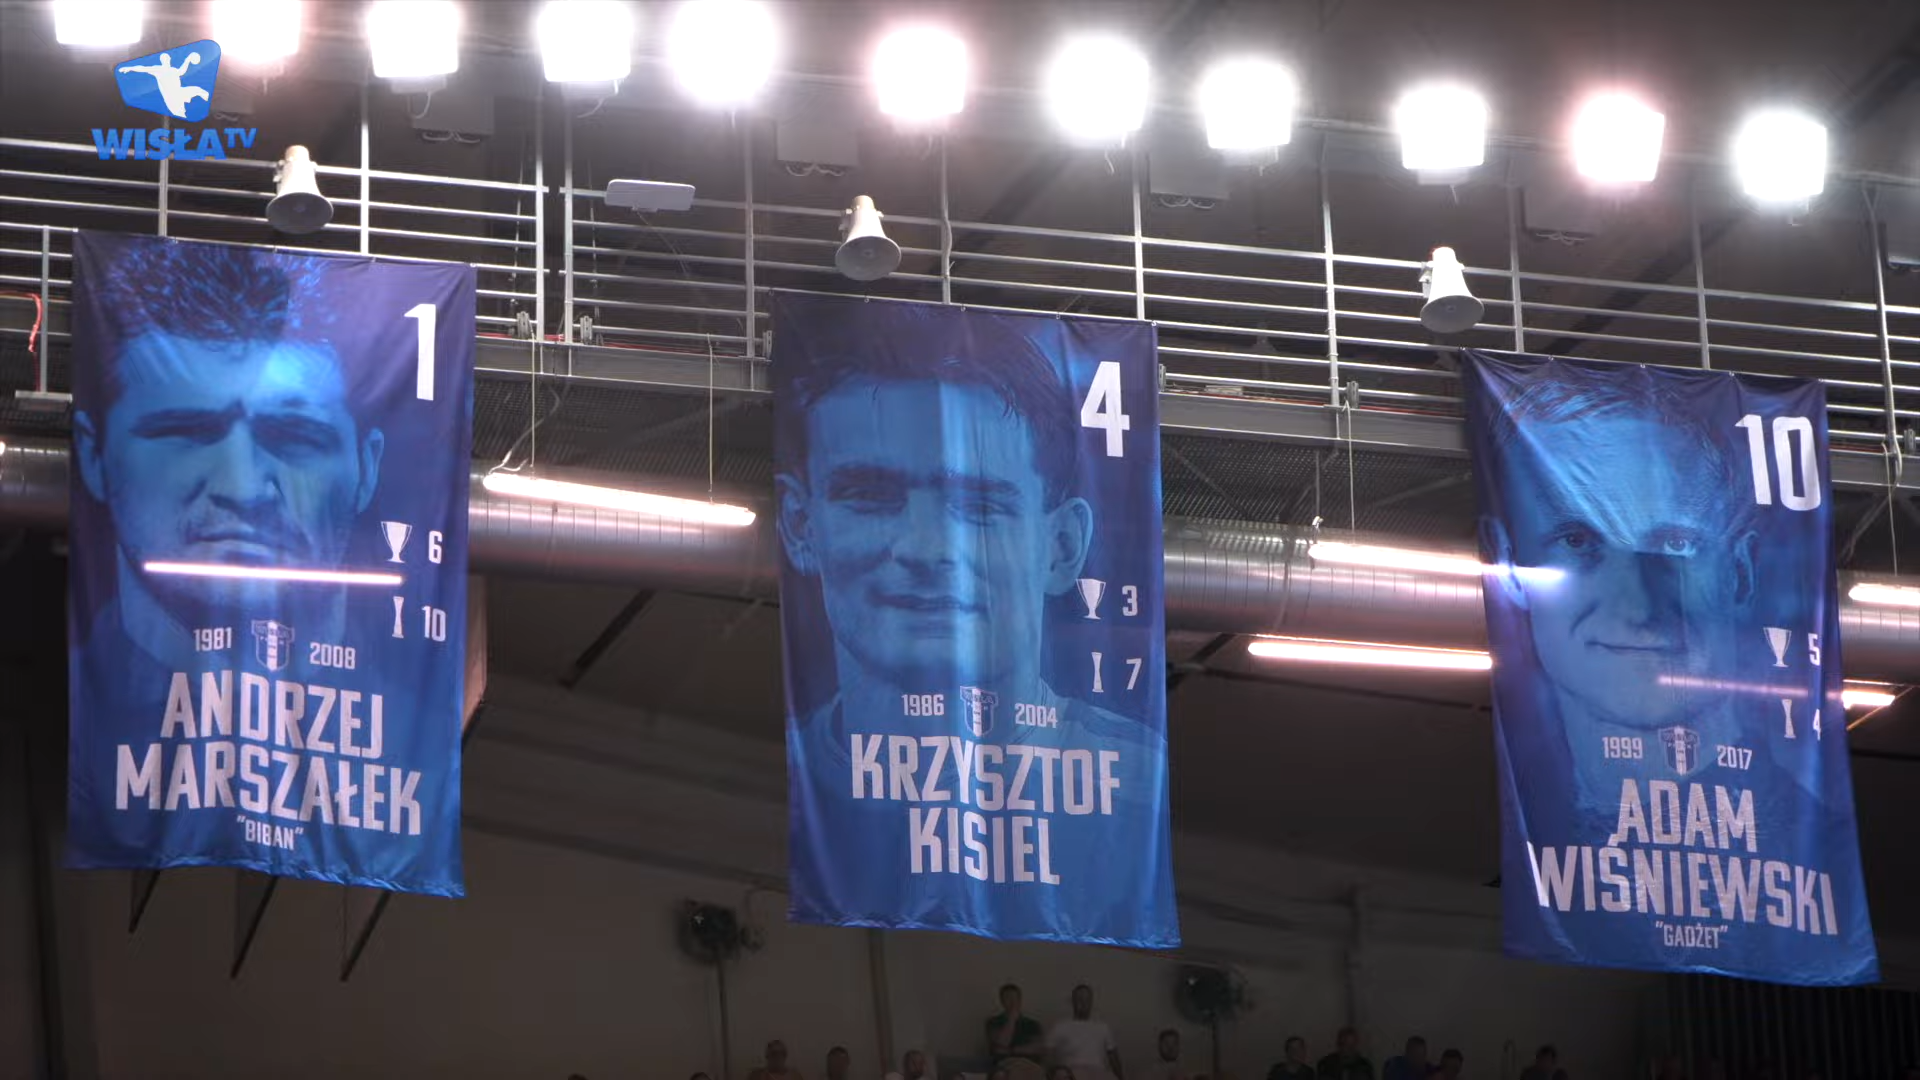 WISŁA TV
1
6
10
1981 2008
ANDRZEJ
MARSZAŁEK
"BIBAN"
4
3
7
1986 2004
KRZYSZTOF
KISIEL
10
5
4
1999 2017
ADAM
WIŚNIEWSKI
"GADŻET"